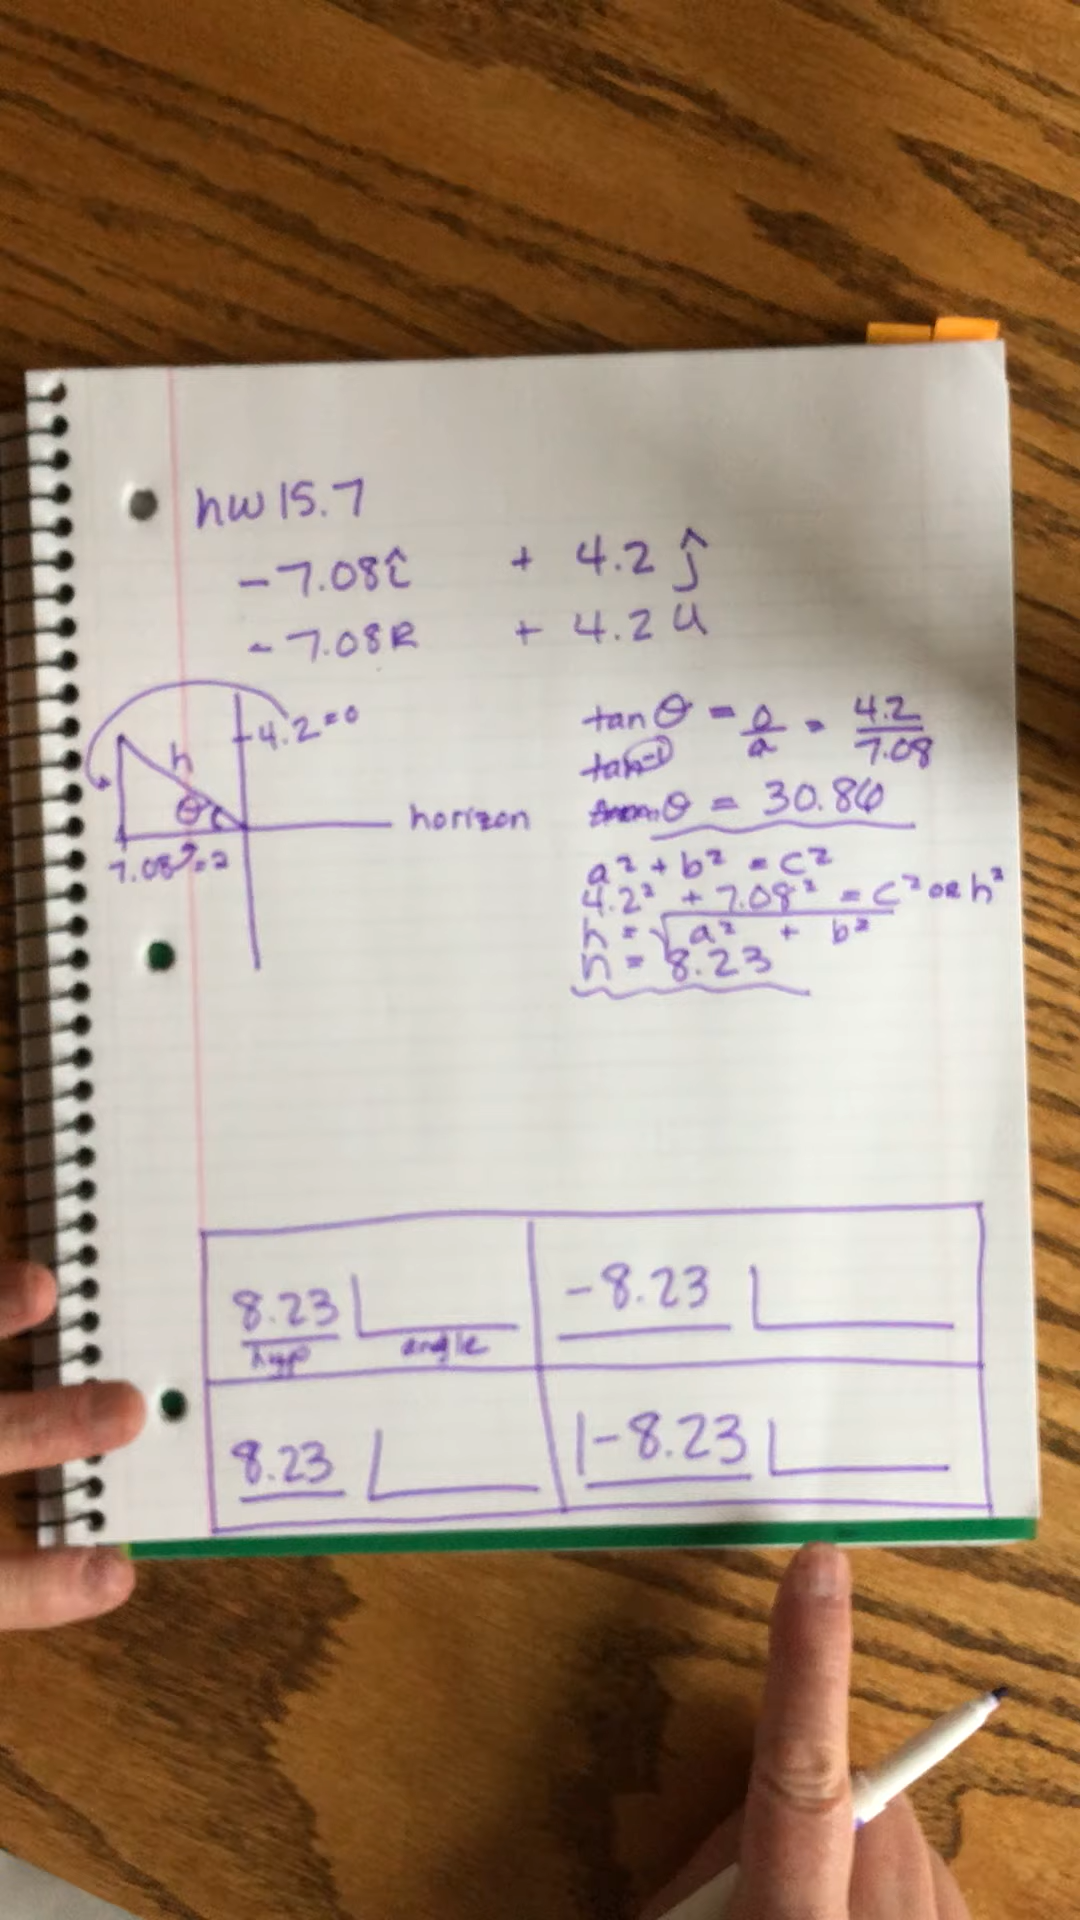 hw 15.7
-7.08î + 4.2 ĵ
-7.08R + 4.2 U
4.2 = o
h
θ
horizon
7.08 = a
tan θ = o/a = 4.2/7.08
tan⁻¹
θ = 30.86
a² + b² = c²
4.2² + 7.08² = c² OR h²
h = √a² + b²
h = 8.23
8.23 -8.23
hyp angle
8.23 |-8.23